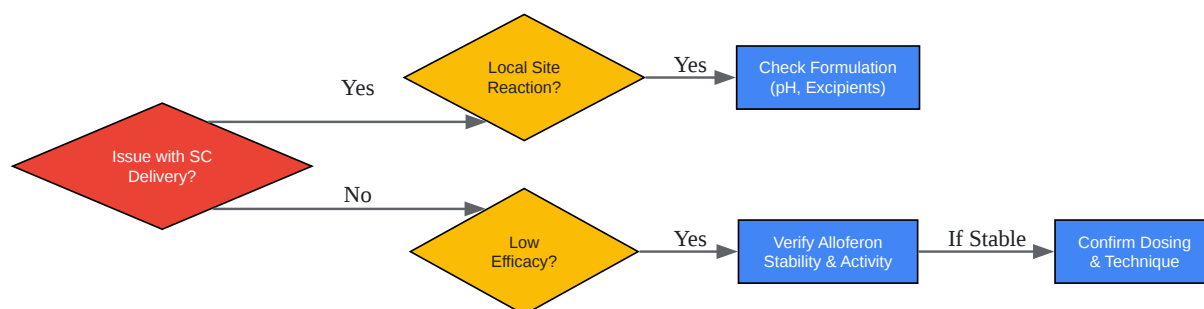 Issue with SC
Delivery?
Yes
Local Site
Reaction?
Yes
Check Formulation
(pH, Excipients)
No
Low
Efficacy?
Yes
Verify Alloferon
Stability & Activity
If Stable
Confirm Dosing
& Technique